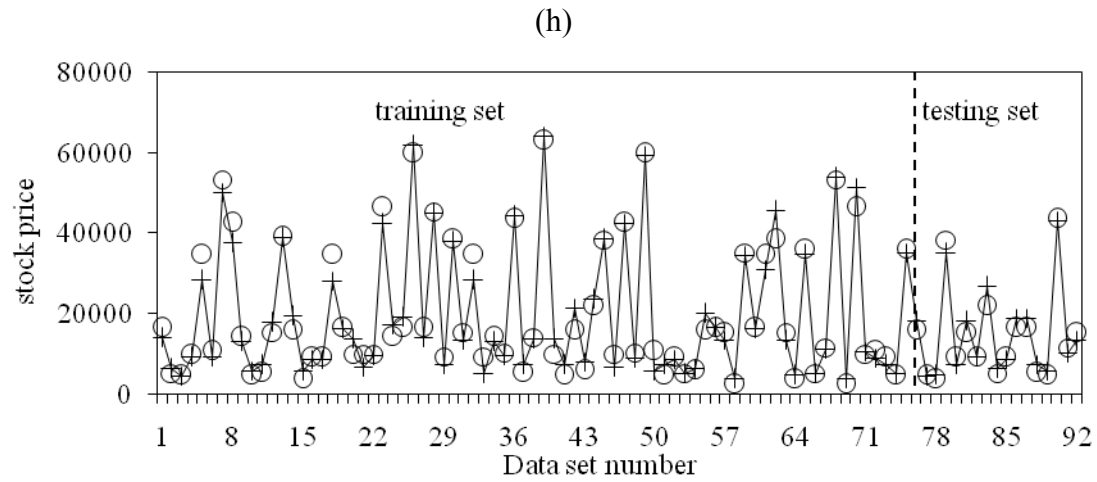 (h)
80000
training set
testing set
60000
40000
20000
0
stock price
1 8 15 22 29 36 43 50 57 64 71 78 85 92
Data set number